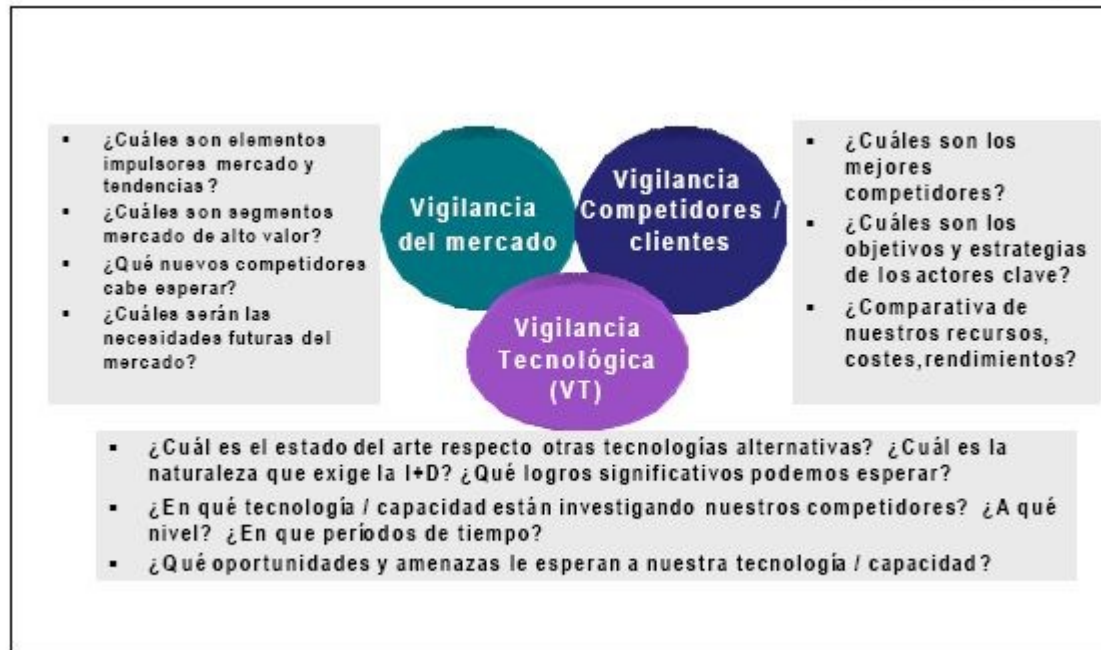 ¿Cuáles son elementos
impulsores mercado y
tendencias?
¿Cuáles son segmentos
mercado de alto valor?
¿Qué nuevos competidores
cabe esperar?
¿Cuáles serán las
necesidades futuras del
mercado?
Vigilancia
del mercado
Vigilancia
Competidores /
clientes
Vigilancia
Tecnológica
(VT)
¿Cuáles son los
mejores
competidores?
¿Cuáles son los
objetivos y estrategias
de los actores clave?
¿Comparativa de
nuestros recursos,
costes,rendimientos?
¿Cuál es el estado del arte respecto otras tecnologías alternativas? ¿Cuál es la
naturaleza que exige la I+D? ¿Qué logros significativos podemos esperar?
¿En qué tecnología / capacidad están investigando nuestros competidores? ¿A qué
nivel? ¿En que períodos de tiempo?
¿Qué oportunidades y amenazas le esperan a nuestra tecnología / capacidad?